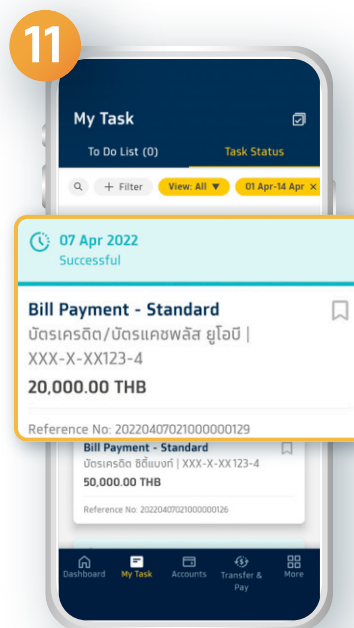 11
My Task
To Do List (0)
Task Status
+ Filter
View: All ▼
01 Apr-14 Apr ×
07 Apr 2022
Successful
Bill Payment - Standard
บัตรเครดิต/บัตรแคชพลัส ยูโอบี |
XXX-X-XX123-4
20,000.00 THB
Reference No: 20220407021000000129
Bill Payment - Standard
บัตรเครดิต ซิตี้แบงก์ | XXX-X-XX123-4
50,000.00 THB
Reference No: 20220407021000000126
Dashboard
My Task
Accounts
Transfer &
Pay
More